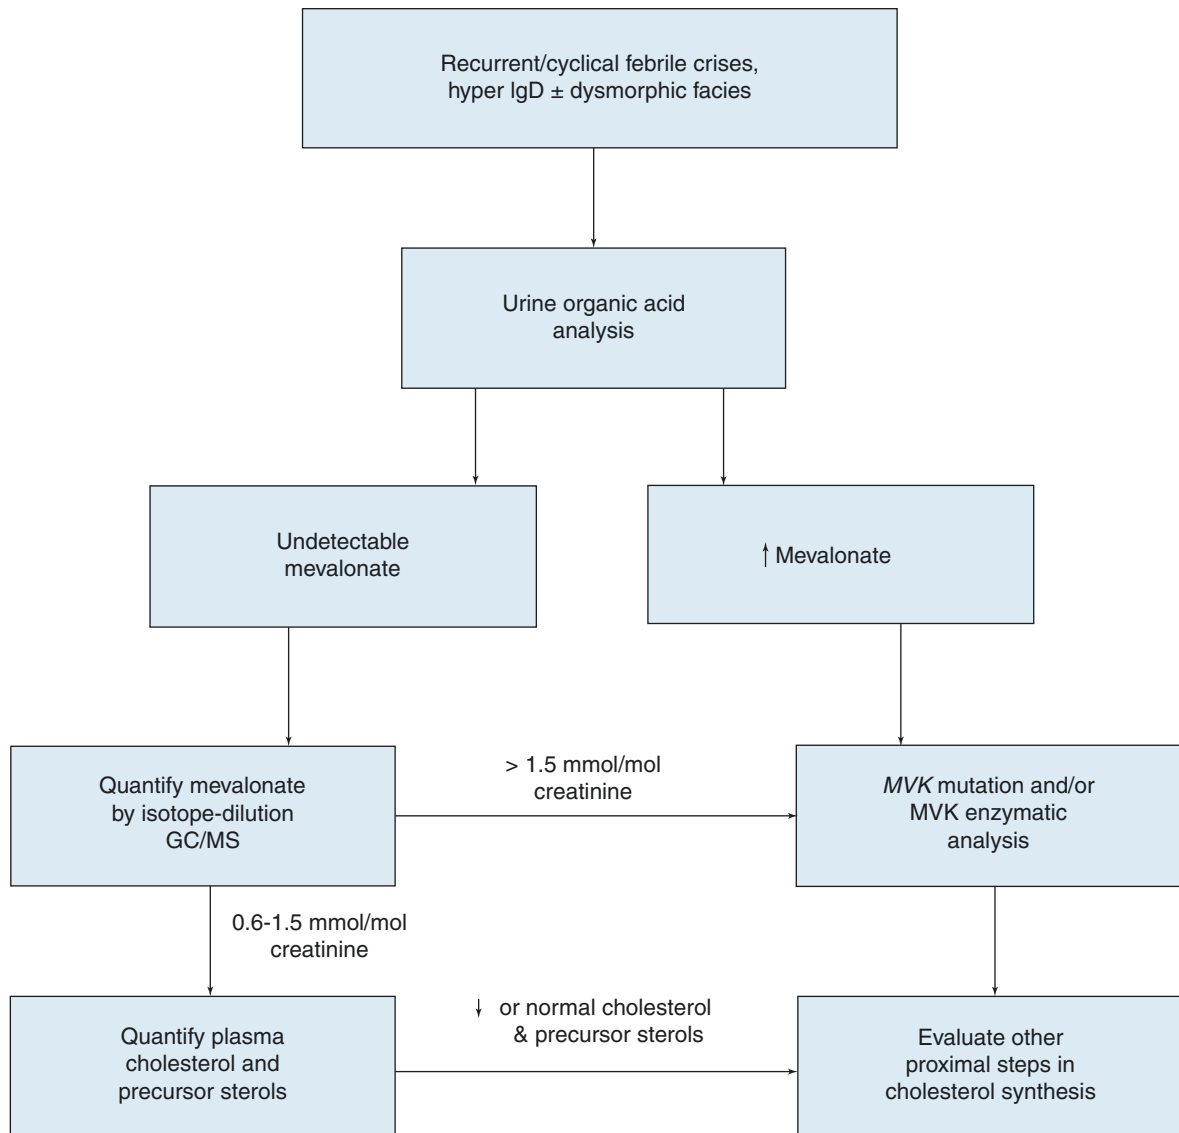 Recurrent/cyclical febrile crises,
hyper IgD ± dysmorphic facies
Urine organic acid
analysis
Undetectable
mevalonate
↑ Mevalonate
Quantify mevalonate
by isotope-dilution
GC/MS
> 1.5 mmol/mol
creatinine
MVK mutation and/or
MVK enzymatic
analysis
0.6-1.5 mmol/mol
creatinine
Quantify plasma
cholesterol and
precursor sterols
↓ or normal cholesterol
& precursor sterols
Evaluate other
proximal steps in
cholesterol synthesis